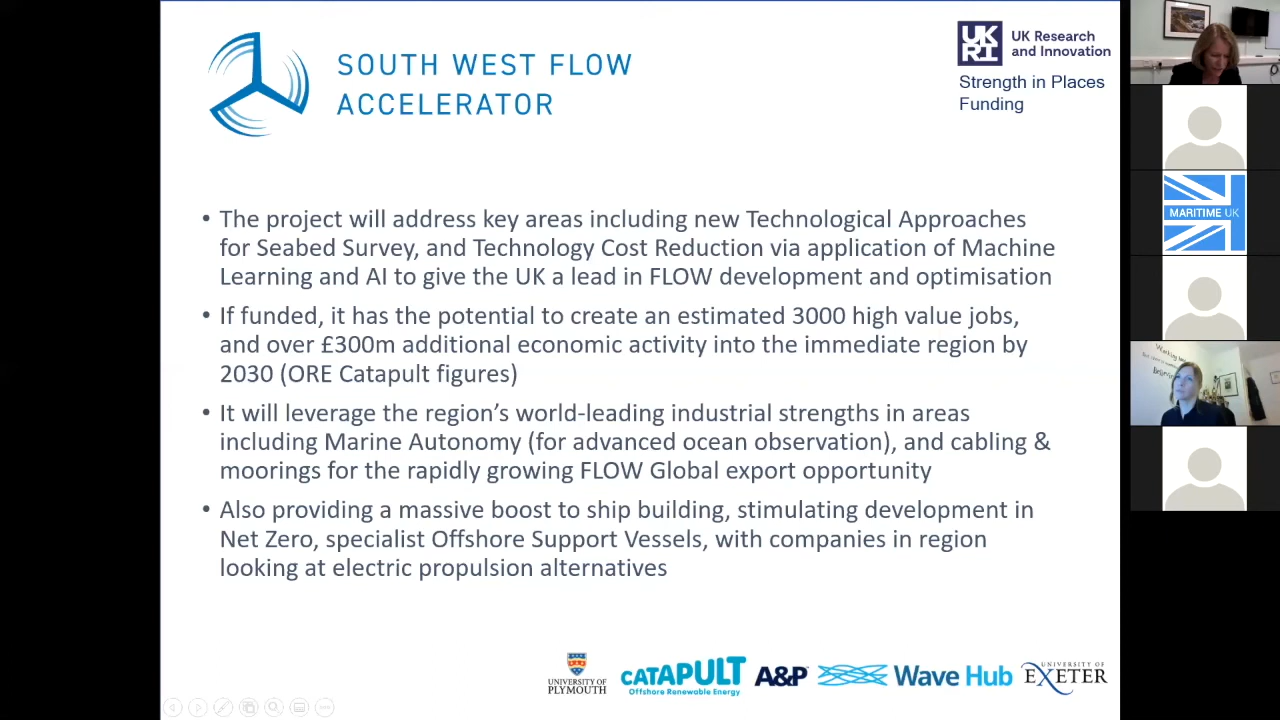 SOUTH WEST FLOW
ACCELERATOR
UK
RI
UK Research
and Innovation
Strength in Places
Funding
• The project will address key areas including new Technological Approaches
for Seabed Survey, and Technology Cost Reduction via application of Machine
Learning and AI to give the UK a lead in FLOW development and optimisation
• If funded, it has the potential to create an estimated 3000 high value jobs,
and over £300m additional economic activity into the immediate region by
2030 (ORE Catapult figures)
• It will leverage the region's world-leading industrial strengths in areas
including Marine Autonomy (for advanced ocean observation), and cabling &
moorings for the rapidly growing FLOW Global export opportunity
• Also providing a massive boost to ship building, stimulating development in
Net Zero, specialist Offshore Support Vessels, with companies in region
looking at electric propulsion alternatives
UNIVERSITY OF
PLYMOUTH
CATAPULT
Offshore Renewable Energy
A&P
Wave Hub
UNIVERSITY OF
EXETER
MARITIME UK
Working